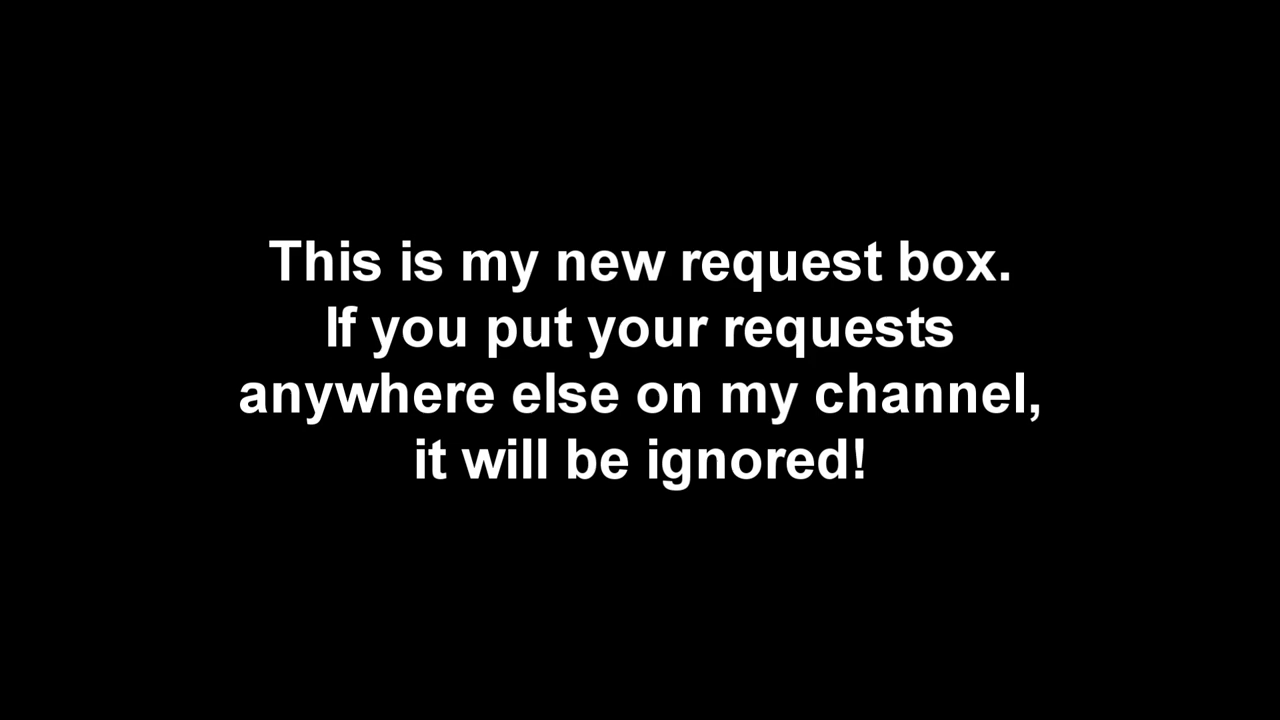 This is my new request box.
If you put your requests
anywhere else on my channel,
it will be ignored!